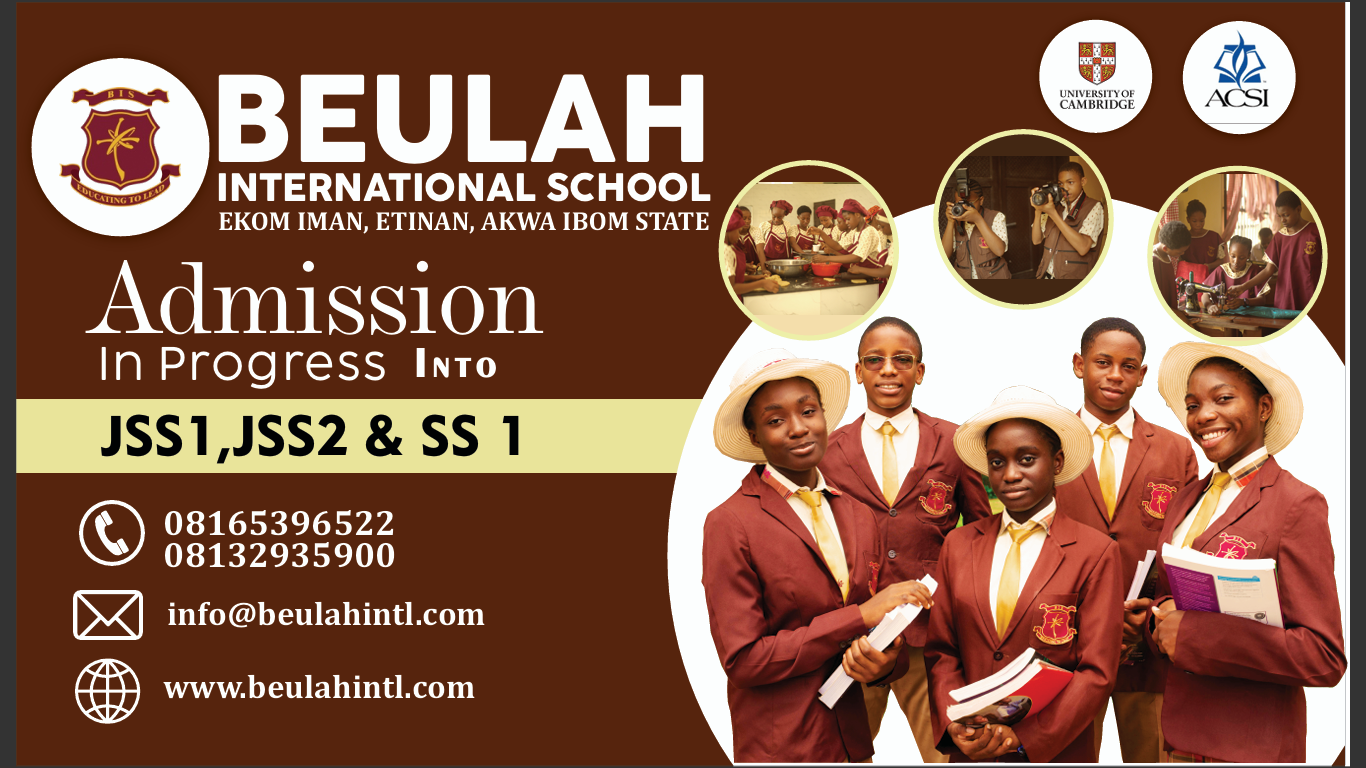 BIS
EDUCATING TO LEAD
BEULAH
INTERNATIONAL SCHOOL
EKOM IMAN, ETINAN, AKWA IBOM STATE
UNIVERSITY OF
CAMBRIDGE
ACSI
Admission
In Progress INTO
JSS1,JSS2 & SS 1
08165396522
08132935900
info@beulahintl.com
www.beulahintl.com